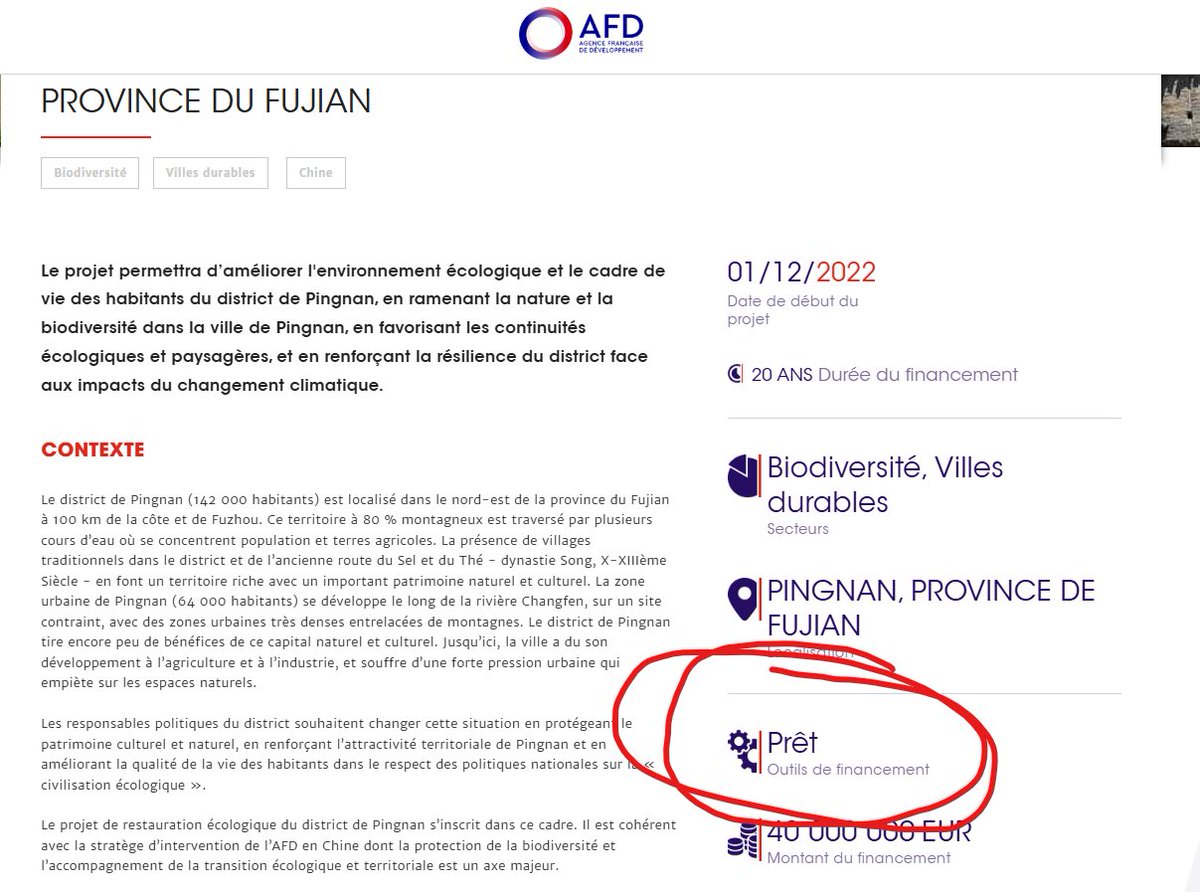 AFD
AGENCE FRANÇAISE
DE DÉVELOPPEMENT
PROVINCE DU FUJIAN
Biodiversité
Villes durables
Chine
Le projet permettra d'améliorer l'environnement écologique et le cadre de
vie des habitants du district de Pingnan, en ramenant la nature et la
biodiversité dans la ville de Pingnan, en favorisant les continuités
écologiques et paysagères, et en renforçant la résilience du district face
aux impacts du changement climatique.
CONTEXTE
Le district de Pingnan (142 000 habitants) est localisé dans le nord-est de la province du Fujian
à 100 km de la côte et de Fuzhou. Ce territoire à 80 % montagneux est traversé par plusieurs
cours d'eau où se concentrent population et terres agricoles. La présence de villages
traditionnels dans le district et de l'ancienne route du Sel et du Thé - dynastie Song, X-XIIIème
Siècle - en font un territoire riche avec un important patrimoine naturel et culturel. La zone
urbaine de Pingnan (64 000 habitants) se développe le long de la rivière Changfen, sur un site
contraint, avec des zones urbaines très denses entrelacées de montagnes. Le district de Pingnan
tire encore peu de bénéfices de ce capital naturel et culturel. Jusqu'ici, la ville a du son
développement à l'agriculture et à l'industrie, et souffre d'une forte pression urbaine qui
empiète sur les espaces naturels.
Les responsables politiques du district souhaitent changer cette situation en protégeant le
patrimoine culturel et naturel, en renforçant l'attractivité territoriale de Pingnan et en
améliorant la qualité de la vie des habitants dans le respect des politiques nationales sur la «
civilisation écologique ».
Le projet de restauration écologique du district de Pingnan s'inscrit dans ce cadre. Il est cohérent
avec la stratège d'intervention de l'AFD en Chine dont la protection de la biodiversité et
l'accompagnement de la transition écologique et territoriale est un axe majeur.
01/12/2022
Date de début du
projet
20 ANS Durée du financement
Biodiversité, Villes
durables
Secteurs
PINGNAN, PROVINCE DE
FUJIAN
Localisation
Prêt
Outils de financement
40 000 000 EUR
Montant du financement